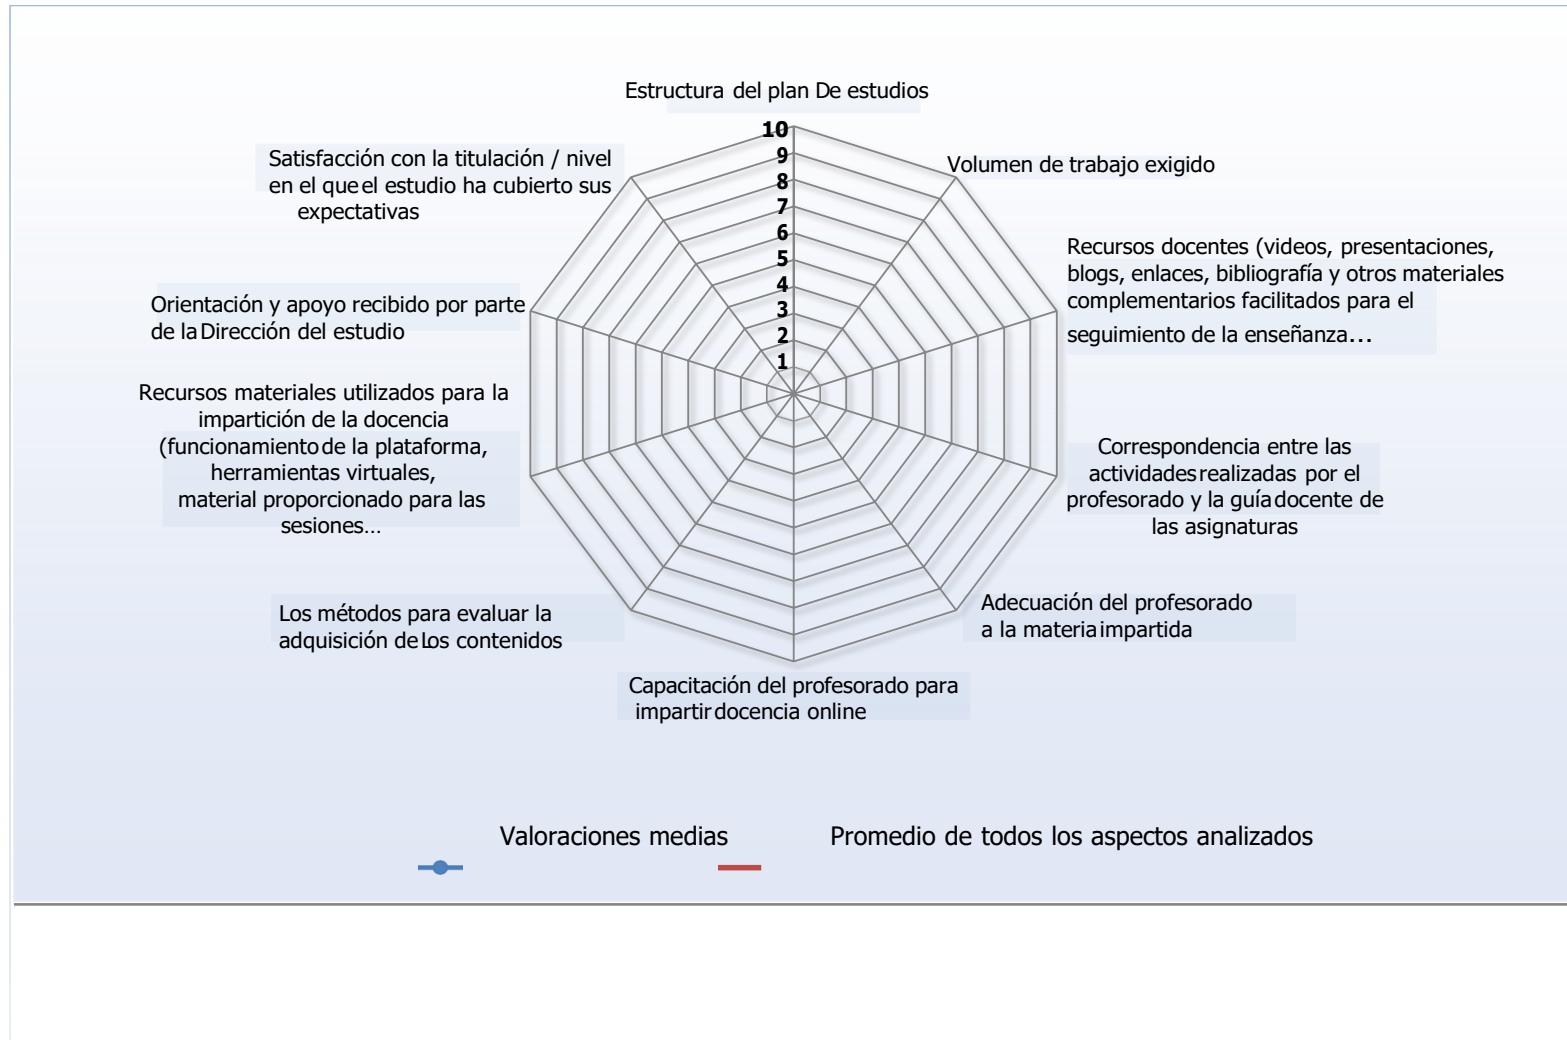 Estructura del plan De estudios
10
9
8
7
6
5
4
3
2
1
Volumen de trabajo exigido
Recursos docentes (videos, presentaciones,
blogs, enlaces, bibliografía y otros materiales
complementarios facilitados para el
seguimiento de la enseñanza...
Correspondencia entre las
actividades realizadas por el
profesorado y la guía docente de
las asignaturas
Adecuación del profesorado
a la materia impartida
Capacitación del profesorado para
impartir docencia online
Los métodos para evaluar la
adquisición de Los contenidos
Recursos materiales utilizados para la
impartición de la docencia
(funcionamiento de la plataforma,
herramientas virtuales,
material proporcionado para las
sesiones...
Orientación y apoyo recibido por parte
de la Dirección del estudio
Satisfacción con la titulación / nivel
en el que el estudio ha cubierto sus
expectativas
Valoraciones medias
Promedio de todos los aspectos analizados